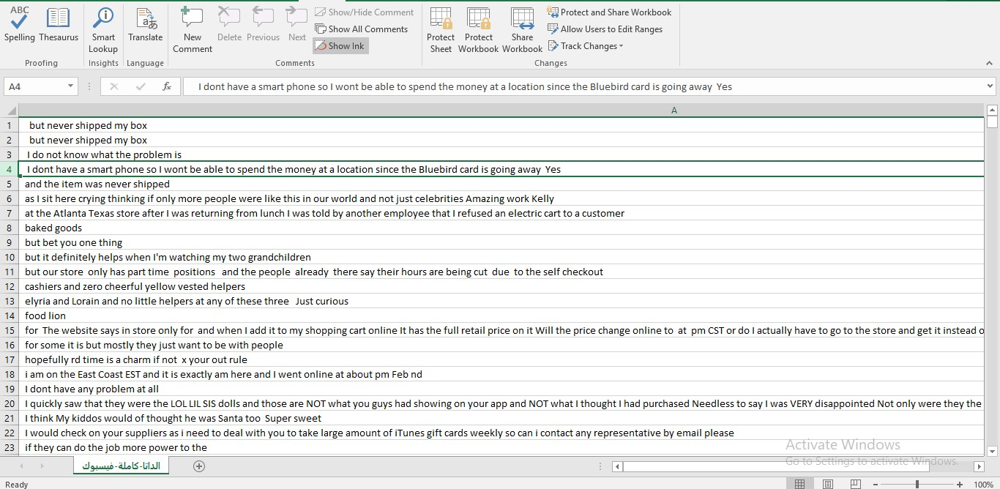 ABC
Spelling Thesaurus
Proofing
Smart Lookup
Insights
Translate
Language
New Comment
Delete Previous Next
Show/Hide Comment
Show All Comments
Show Ink
Comments
Protect Sheet
Protect Workbook
Share Workbook
Protect and Share Workbook
Allow Users to Edit Ranges
Track Changes
Changes
A4 fx I dont have a smart phone so I wont be able to spend the money at a location since the Bluebird card is going away Yes
A
1 but never shipped my box
2 but never shipped my box
3 I do not know what the problem is
4 I dont have a smart phone so I wont be able to spend the money at a location since the Bluebird card is going away Yes
5 and the item was never shipped
6 as I sit here crying thinking if only more people were like this in our world and not just celebrities Amazing work Kelly
7 at the Atlanta Texas store after I was returning from lunch I was told by another employee that I refused an electric cart to a customer
8 baked goods
9 but bet you one thing
10 but it definitely helps when I'm watching my two grandchildren
11 but our store only has part time positions and the people already there say their hours are being cut due to the self checkout
12 cashiers and zero cheerful yellow vested helpers
13 elyria and Lorain and no little helpers at any of these three Just curious
14 food lion
15 for The website says in store only for and when I add it to my shopping cart online It has the full retail price on it Will the price change online to at pm CST or do I actually have to go to the store and get it instead o
16 for some it is but mostly they just want to be with people
17 hopefully rd time is a charm if not x your out rule
18 i am on the East Coast EST and it is exactly am here and I went online at about pm Feb nd
19 I dont have any problem at all
20 I quickly saw that they were the LOL LIL SIS dolls and those are NOT what you guys had showing on your app and NOT what I thought I had purchased Needless to say I was VERY disappointed Not only were they the
21 I think My kiddos would of thought he was Santa too Super sweet
22 I would check on your suppliers as i need to deal with you to take large amount of iTunes gift cards weekly so can i contact any representative by email please
23 if they can do the job more power to the
Activate Windows
Go to Settings to activate Windows.
الداتا-كاملة-فيسبوك
Ready
100%